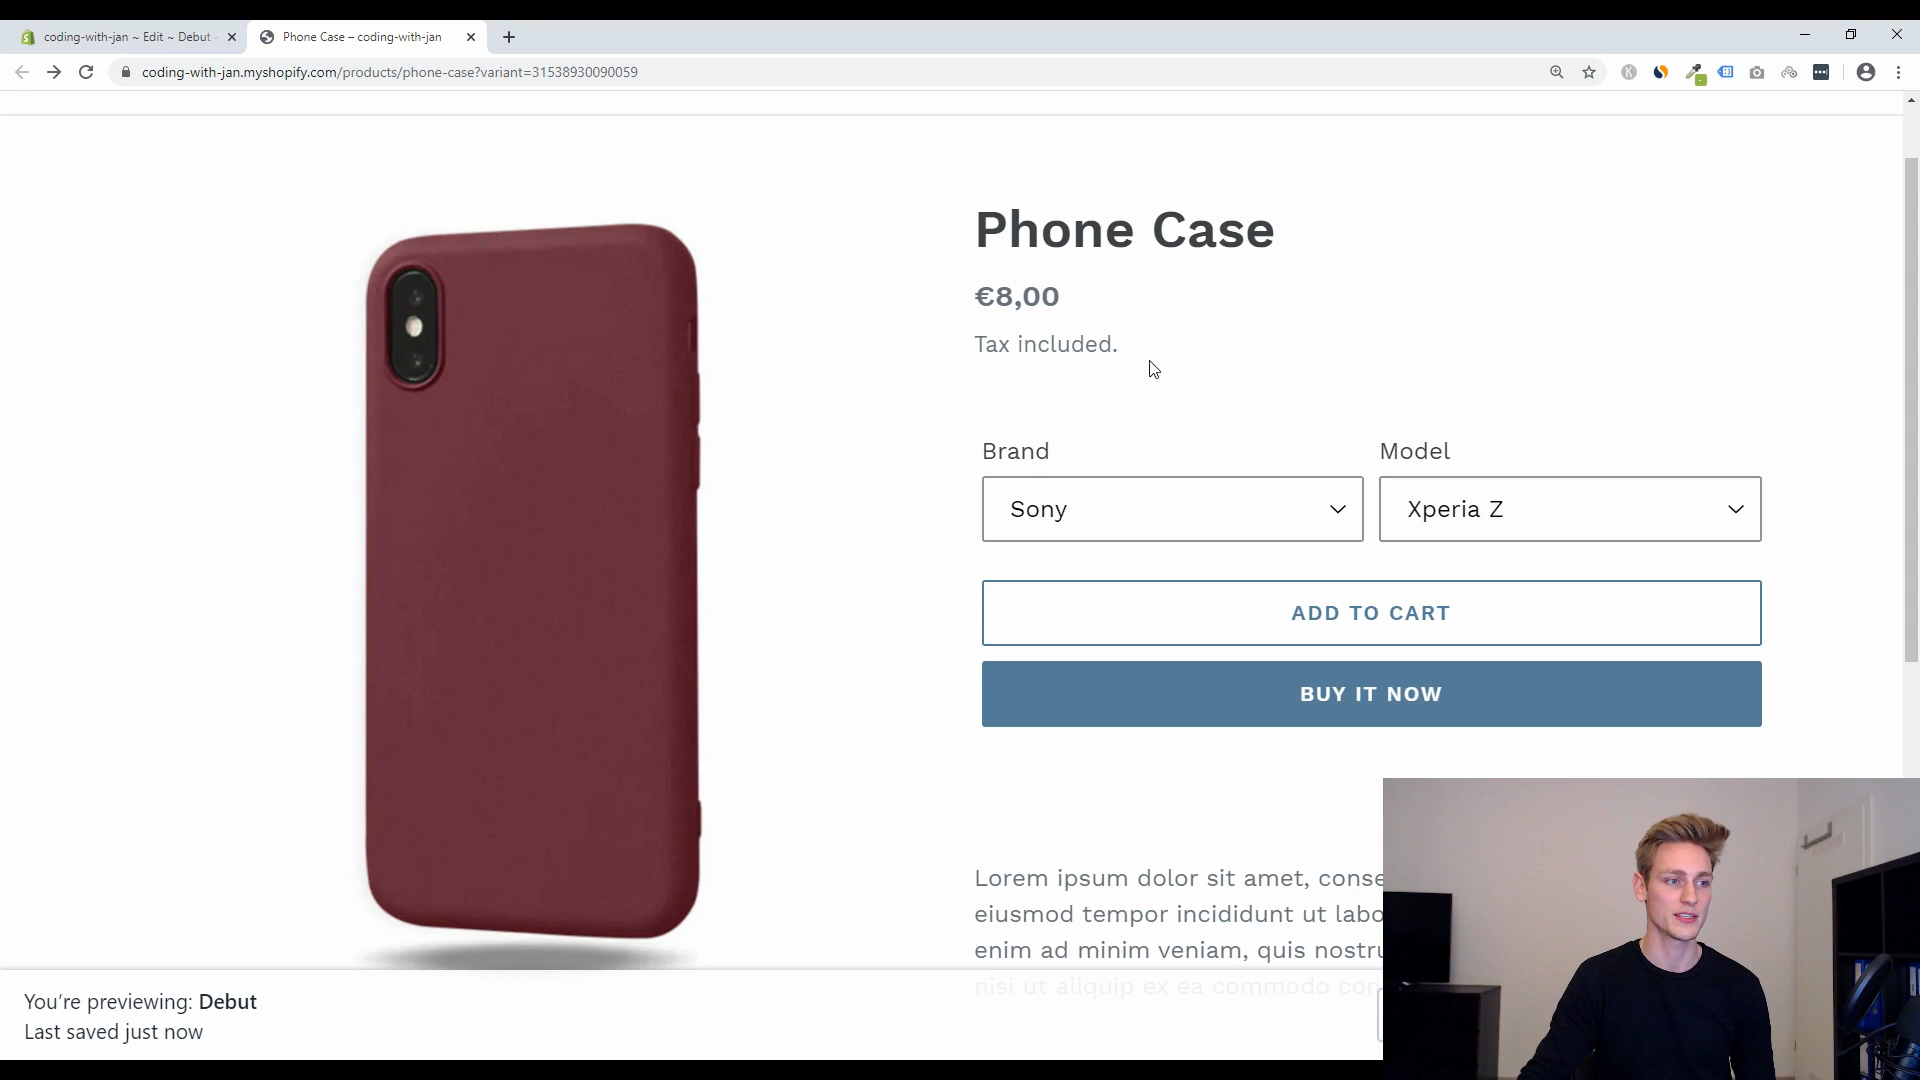 coding-with-jan ~ Edit ~ Debut
Phone Case – coding-with-jan
coding-with-jan.myshopify.com/products/phone-case?variant=31538930090059
Phone Case
€8,00
Tax included.
Brand
Model
Sony
Xperia Z
ADD TO CART
BUY IT NOW
Lorem ipsum dolor sit amet, conse
eiusmod tempor incididunt ut labo
enim ad minim veniam, quis nostru
nisi ut aliquip ex ea commodo con
You're previewing: Debut
Last saved just now